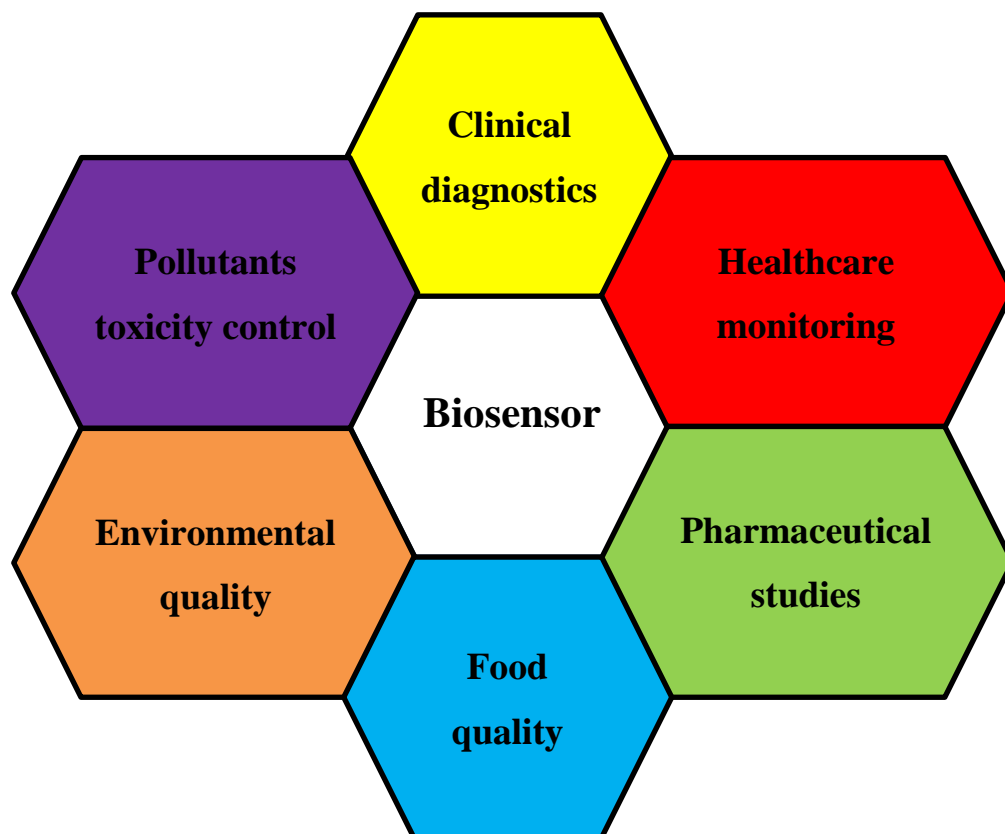 Clinical
diagnostics
Pollutants
toxicity control
Healthcare
monitoring
Biosensor
Environmental
quality
Pharmaceutical
studies
Food
quality